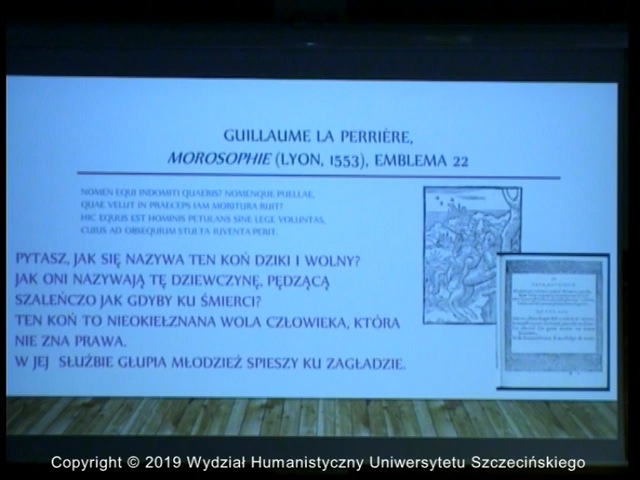 GUILLAUME LA PERRIÈRE,
MOROSOPHIE (LYON, 1553), EMBLEMA 22
NOMEN EQUI INDOMITI QUAERIS? NOMENQUE PUELLAE,
QUAE VELUT IN PRAECEPS IAM MORITURA RUIT?
HIC EQUUS EST HOMINIS PETULANS SINE LEGE VOLUNTAS,
CUIUS AD OBSEQUIUM STULTA IUVENTA PERIT.
PYTASZ, JAK SIĘ NAZYWA TEN KOŃ DZIKI I WOLNY?
JAK ONI NAZYWAJĄ TĘ DZIEWCZYNĘ, PĘDZĄCĄ
SZALEŃCZO JAK GDYBY KU ŚMIERCI?
TEN KOŃ TO NIEOKIEŁZNANA WOLA CZŁOWIEKA, KTÓRA
NIE ZNA PRAWA.
W JEJ SŁUŻBIE GŁUPIA MŁODZIEŻ SPIESZY KU ZAGŁADZIE.
Copyright © 2019 Wydział Humanistyczny Uniwersytetu Szczecińskiego